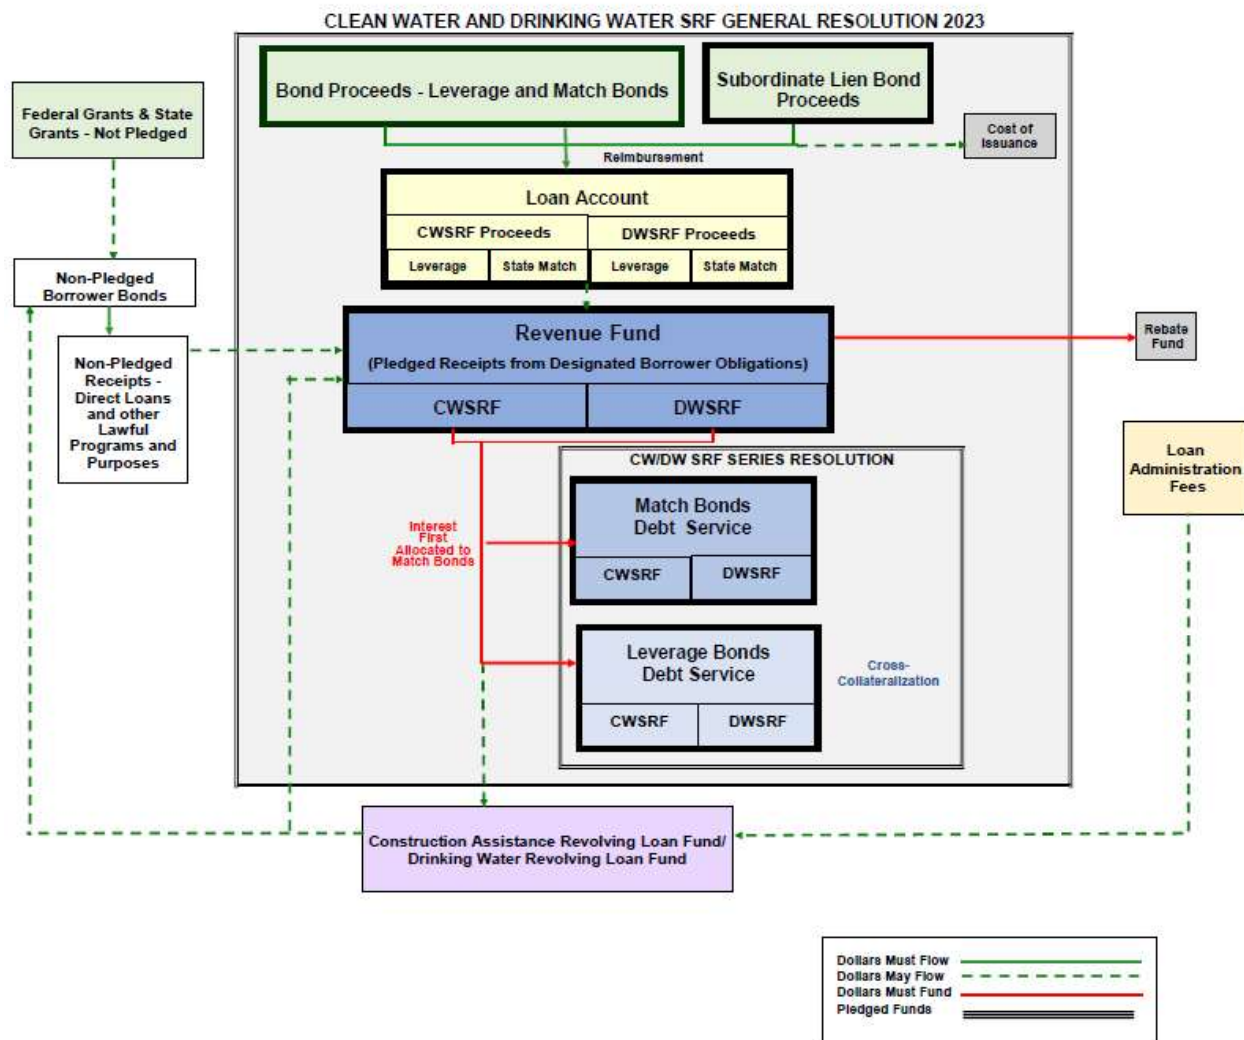 CLEAN WATER AND DRINKING WATER SRF GENERAL RESOLUTION 2023
Bond Proceeds - Leverage and Match Bonds
Subordinate Lien Bond
Proceeds
Federal Grants & State
Grants - Not Pledged
Cost of
Issuance
Reimbursement
Loan Account
CWSRF Proceeds
DWSRF Proceeds
Leverage
State Match
Leverage
State Match
Non-Pledged
Borrower Bonds
Revenue Fund
(Pledged Receipts from Designated Borrower Obligations)
CWSRF
DWSRF
Rebate
Fund
Non-Pledged
Receipts -
Direct Loans
and other
Lawful
Programs and
Purposes
Loan
Administration
Fees
CW/DW SRF SERIES RESOLUTION
Match Bonds
Debt Service
CWSRF
DWSRF
Interest
First
Allocated to
Match Bonds
Leverage Bonds
Debt Service
CWSRF
DWSRF
Cross-
Collateralization
Construction Assistance Revolving Loan Fund/
Drinking Water Revolving Loan Fund
Dollars Must Flow
Dollars May Flow
Dollars Must Fund
Pledged Funds